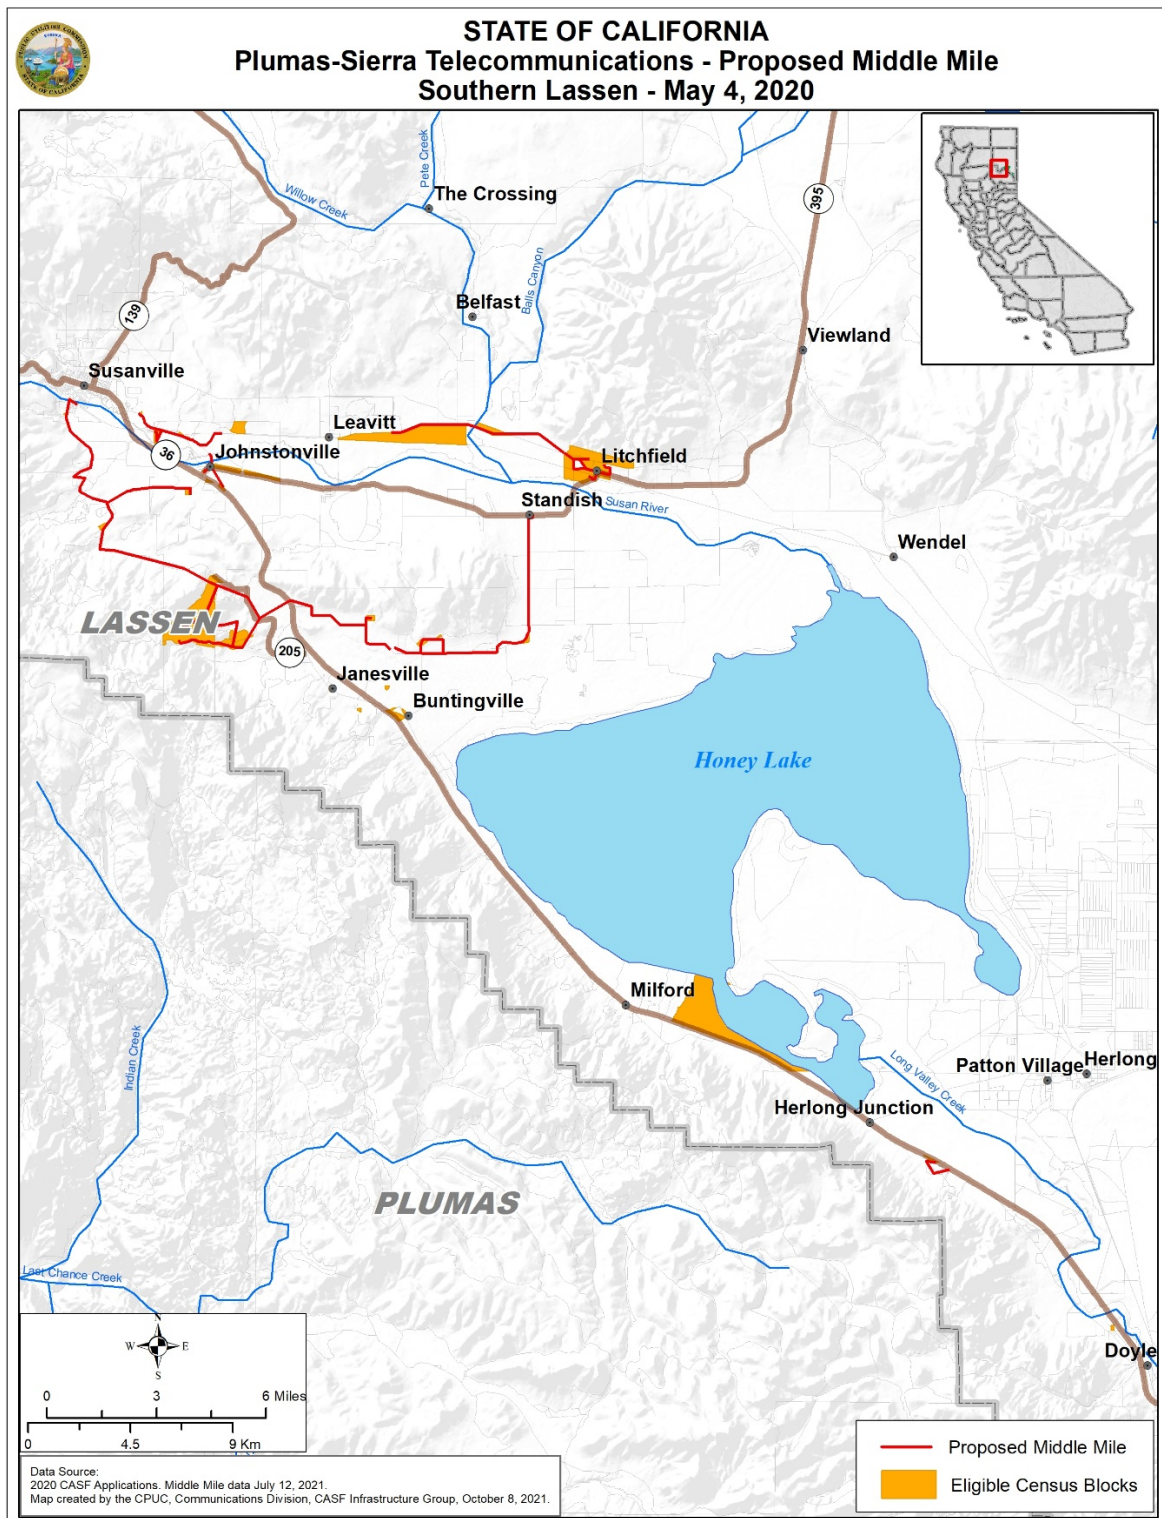 STATE OF CALIFORNIA
Plumas-Sierra Telecommunications - Proposed Middle Mile
Southern Lassen - May 4, 2020
Pete Creek
Willow Creek
The Crossing
395
Balls Canyon
Belfast
139
Viewland
Susanville
Leavitt
36
Johnstonville
Litchfield
Standish
Susan River
Wendel
LASSEN
205
Janesville
Buntingville
Honey Lake
Milford
Indian Creek
Long Valley Creek
Patton Village
Herlong
Herlong Junction
PLUMAS
Last Chance Creek
N
W
E
S
0 3 6 Miles
0 4.5 9 Km
Doyle
Proposed Middle Mile
Eligible Census Blocks
Data Source:
2020 CASF Applications. Middle Mile data July 12, 2021.
Map created by the CPUC, Communications Division, CASF Infrastructure Group, October 8, 2021.